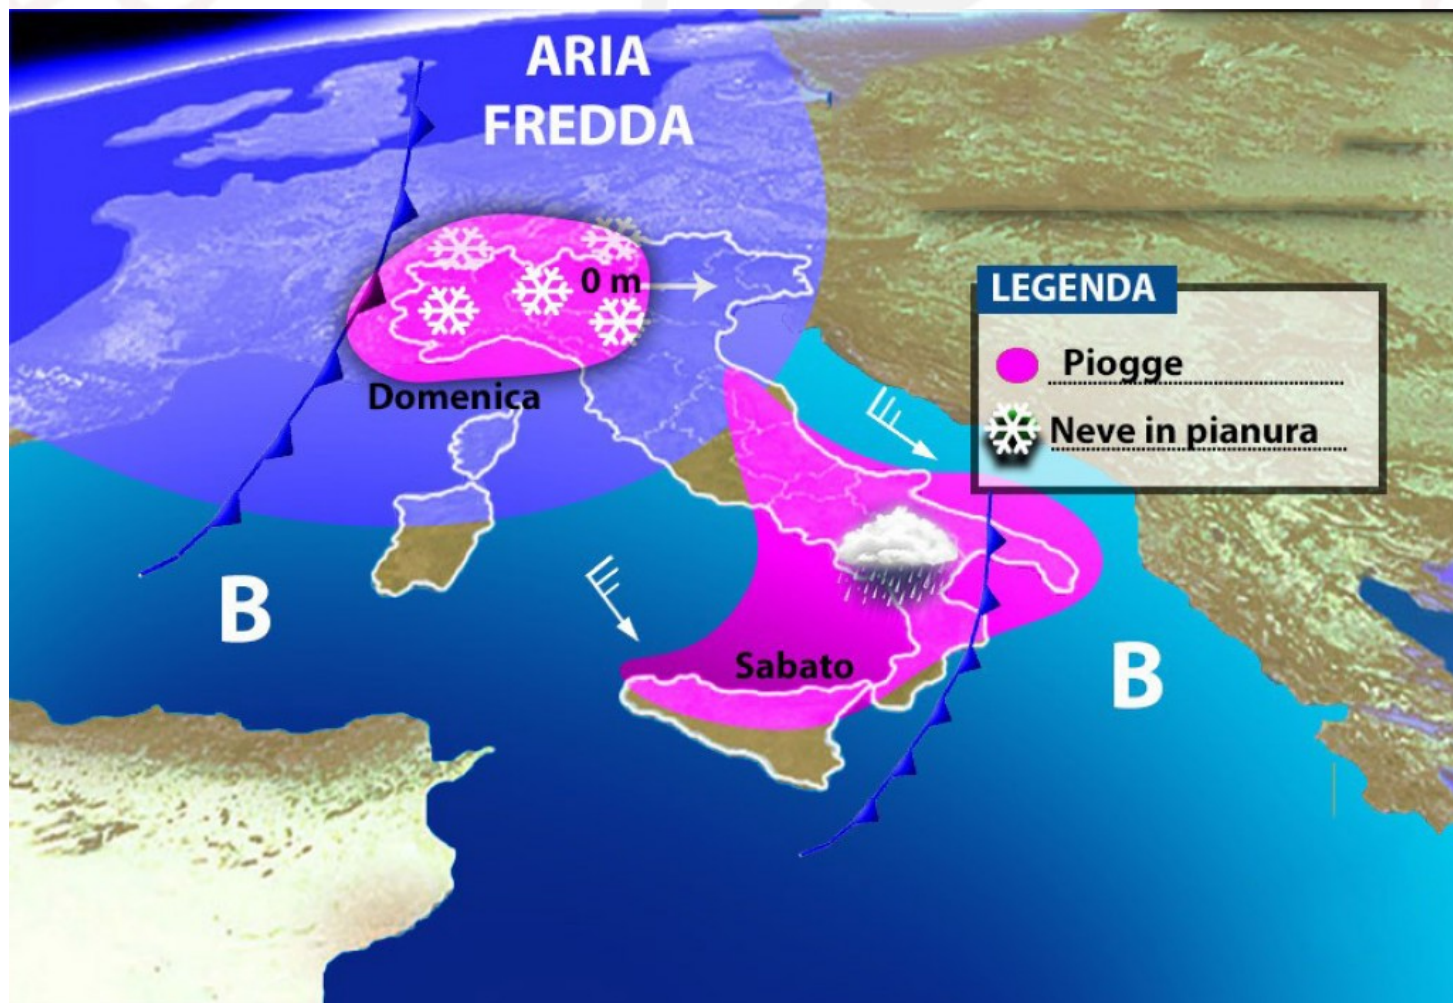 ARIA
FREDDA
0 m
Domenica
LEGENDA
Piogge
Neve in pianura
B
Sabato
B